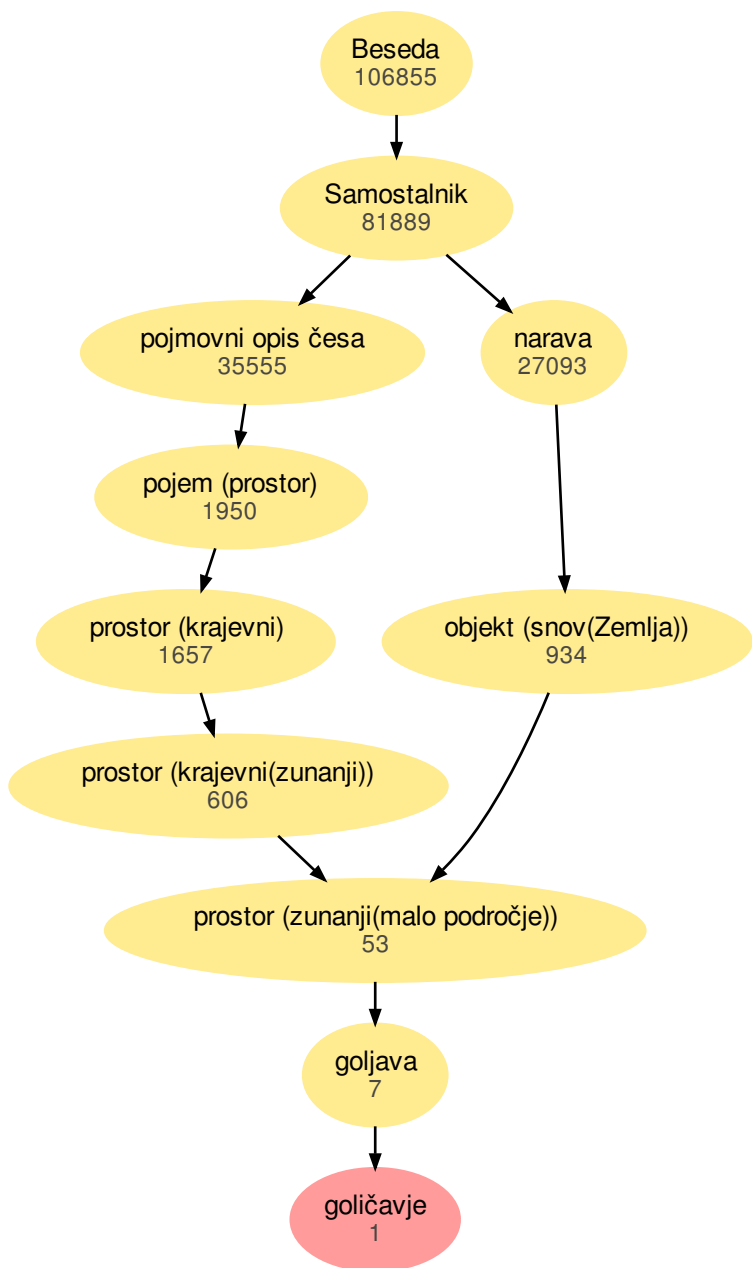 Beseda
106855
Samostalnik
81889
pojmovni opis česa
35555
narava
27093
pojem (prostor)
1950
prostor (krajevni)
1657
objekt (snov(Zemlja))
934
prostor (krajevni(zunanji))
606
prostor (zunanji(malo področje))
53
goljava
7
goličavje
1